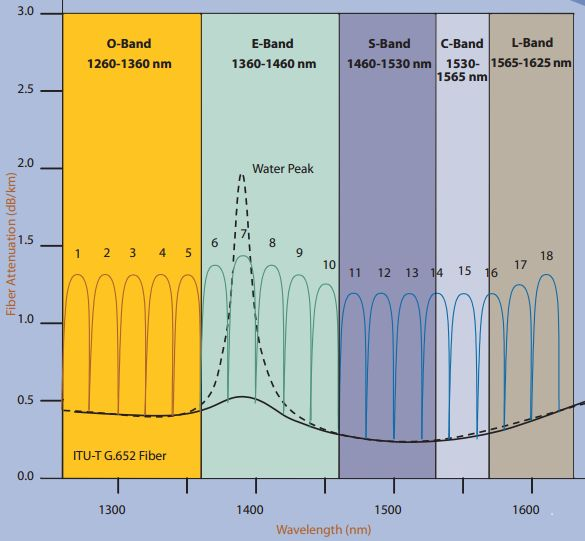 3.0
2.5
2.0
1.5
1.0
0.5
0.0
Fiber Attenuation (dB/km)
O-Band
1260-1360 nm
E-Band
1360-1460 nm
S-Band
1460-1530 nm
C-Band
1530-
1565 nm
L-Band
1565-1625 nm
Water Peak
1 2 3 4 5 6 7 8 9 10 11 12 13 14 15 16 17 18
ITU-T G.652 Fiber
1300 1400 1500 1600
Wavelength (nm)